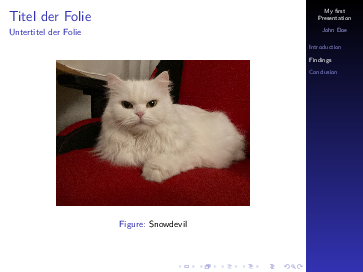 Titel der Folie
Untertitel der Folie
Figure: Snowdevil
My first
Presentation
John Doe
Introduction
Findings
Conclusion